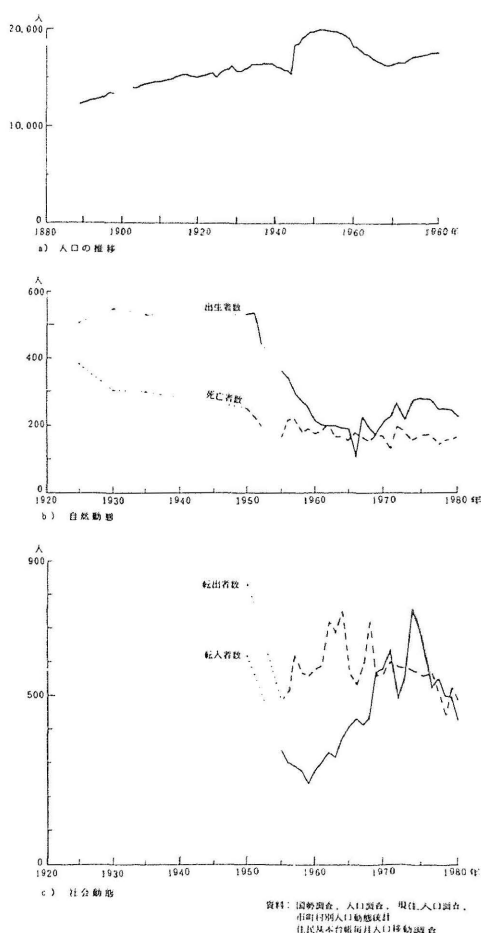 人
20,000
10,000
0
1880 1900 1920 1940 1960 1980年
a) 人口の推移
人
600
出生者数
400
死亡者数
200
0
1920 1930 1940 1950 1960 1970 1980年
b) 自然動態
人
900
転出者数
転入者数
500
0
1920 1930 1940 1950 1960 1970 1980年
c) 社会動態
資料: 国勢調査, 人口調査, 現住人口調査,
市町村別人口動態統計
住民基本台帳毎月人口移動調査